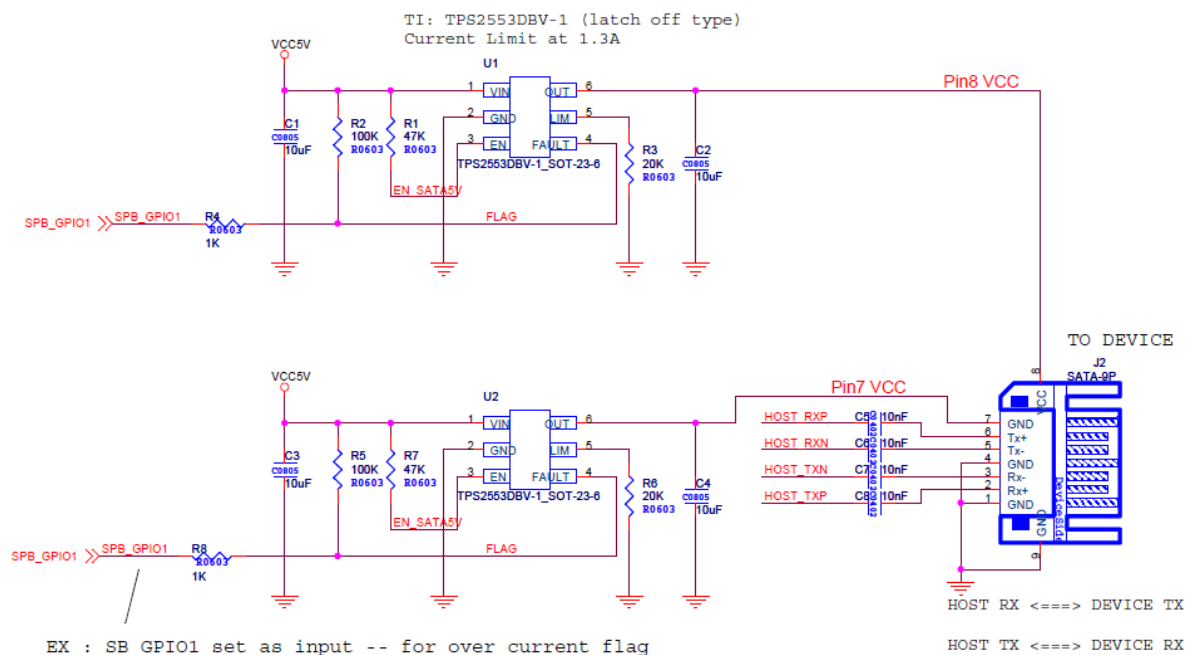 TI: TPS2553DBV-1 (latch off type)
Current Limit at 1.3A
VCC5V
U1
Pin8 VCC
1 VIN OUT 6
2 GND LIM 5
3 EN FAULT 4
TPS2553DBV-1_SOT-23-6
C1
C0805
10uF
R2
100K
R0603
R1
47K
R0603
R3
20K
R0603
C2
C0805
10uF
EN_SATA5V
SPB_GPIO1 SPB_GPIO1
R4
R0603
1K
FLAG
TO DEVICE
J2
SATA-9P
VCC5V
U2
Pin7 VCC
8
VCC
1 VIN OUT 6
2 GND LIM 5
3 EN FAULT 4
TPS2553DBV-1_SOT-23-6
C3
C0805
10uF
R5
100K
R0603
R7
47K
R0603
R6
20K
R0603
C4
C0805
10uF
HOST_RXP C5 10nF
HOST_RXN C6 10nF
HOST_TXN C7 10nF
HOST_TXP C8 10nF
C0402
7 GND
6 Tx+
5 Tx-
4 GND
3 Rx-
2 Rx+
1 GND
DeviceSide
GND
9
EN_SATA5V
SPB_GPIO1 SPB_GPIO1
R8
R0603
1K
FLAG
HOST RX <===> DEVICE TX
EX : SB GPIO1 set as input -- for over current flag
HOST TX <===> DEVICE RX